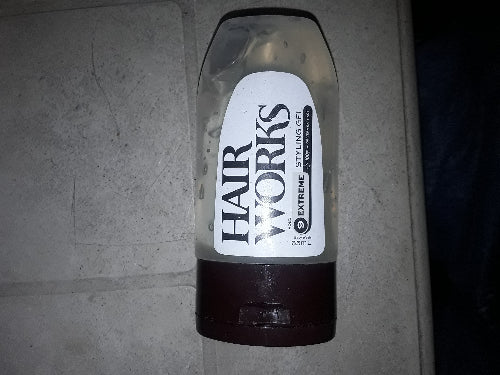 HAIR
WORKS
STYLING GEL
9 EXTREME